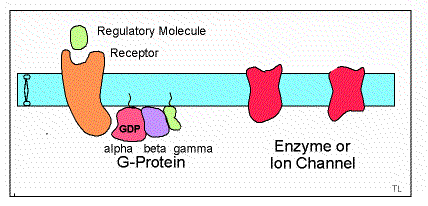 Regulatory Molecule
Receptor
GDP
alpha beta gamma
G-Protein
Enzyme or
Ion Channel
TL